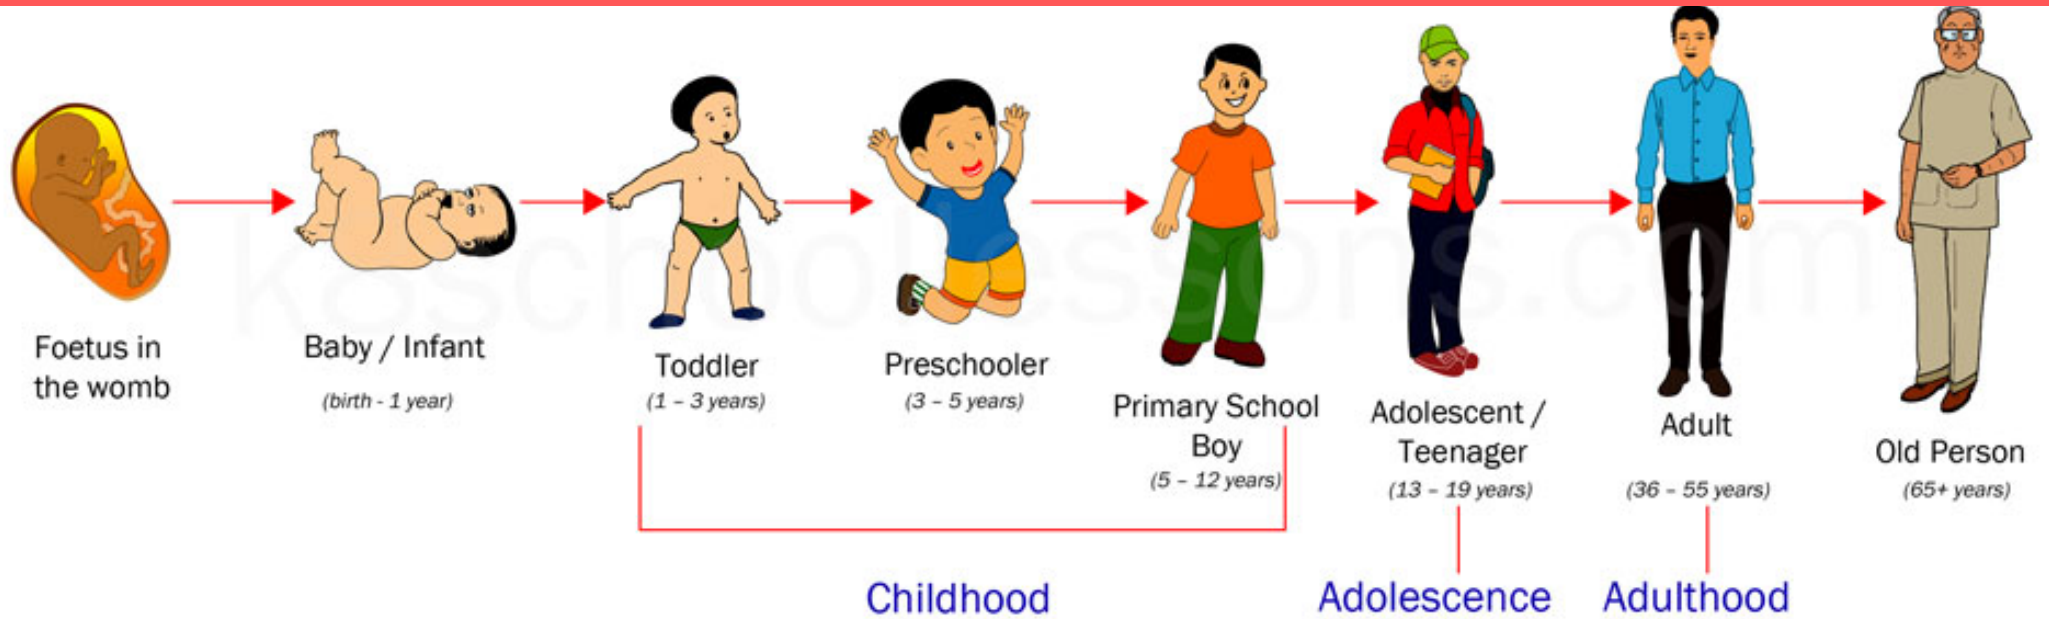 Foetus in
the womb
Baby / Infant
(birth - 1 year)
Toddler
(1 – 3 years)
Preschooler
(3 – 5 years)
Primary School
Boy
(5 – 12 years)
Adolescent /
Teenager
(13 – 19 years)
Adult
(36 – 55 years)
Old Person
(65+ years)
Childhood
Adolescence
Adulthood
k8schoollessons.com